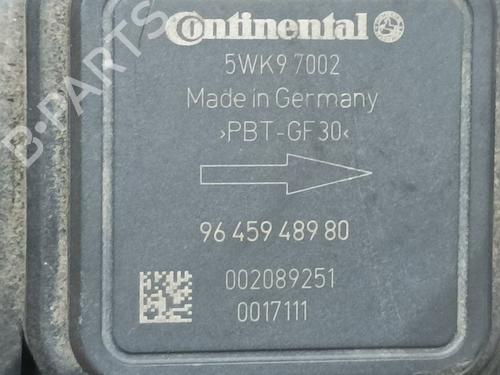 Continental
5WK9 7002
Made in Germany
>PBT-GF30<
96 459 489 80
002089251
0017111
B-PARTS